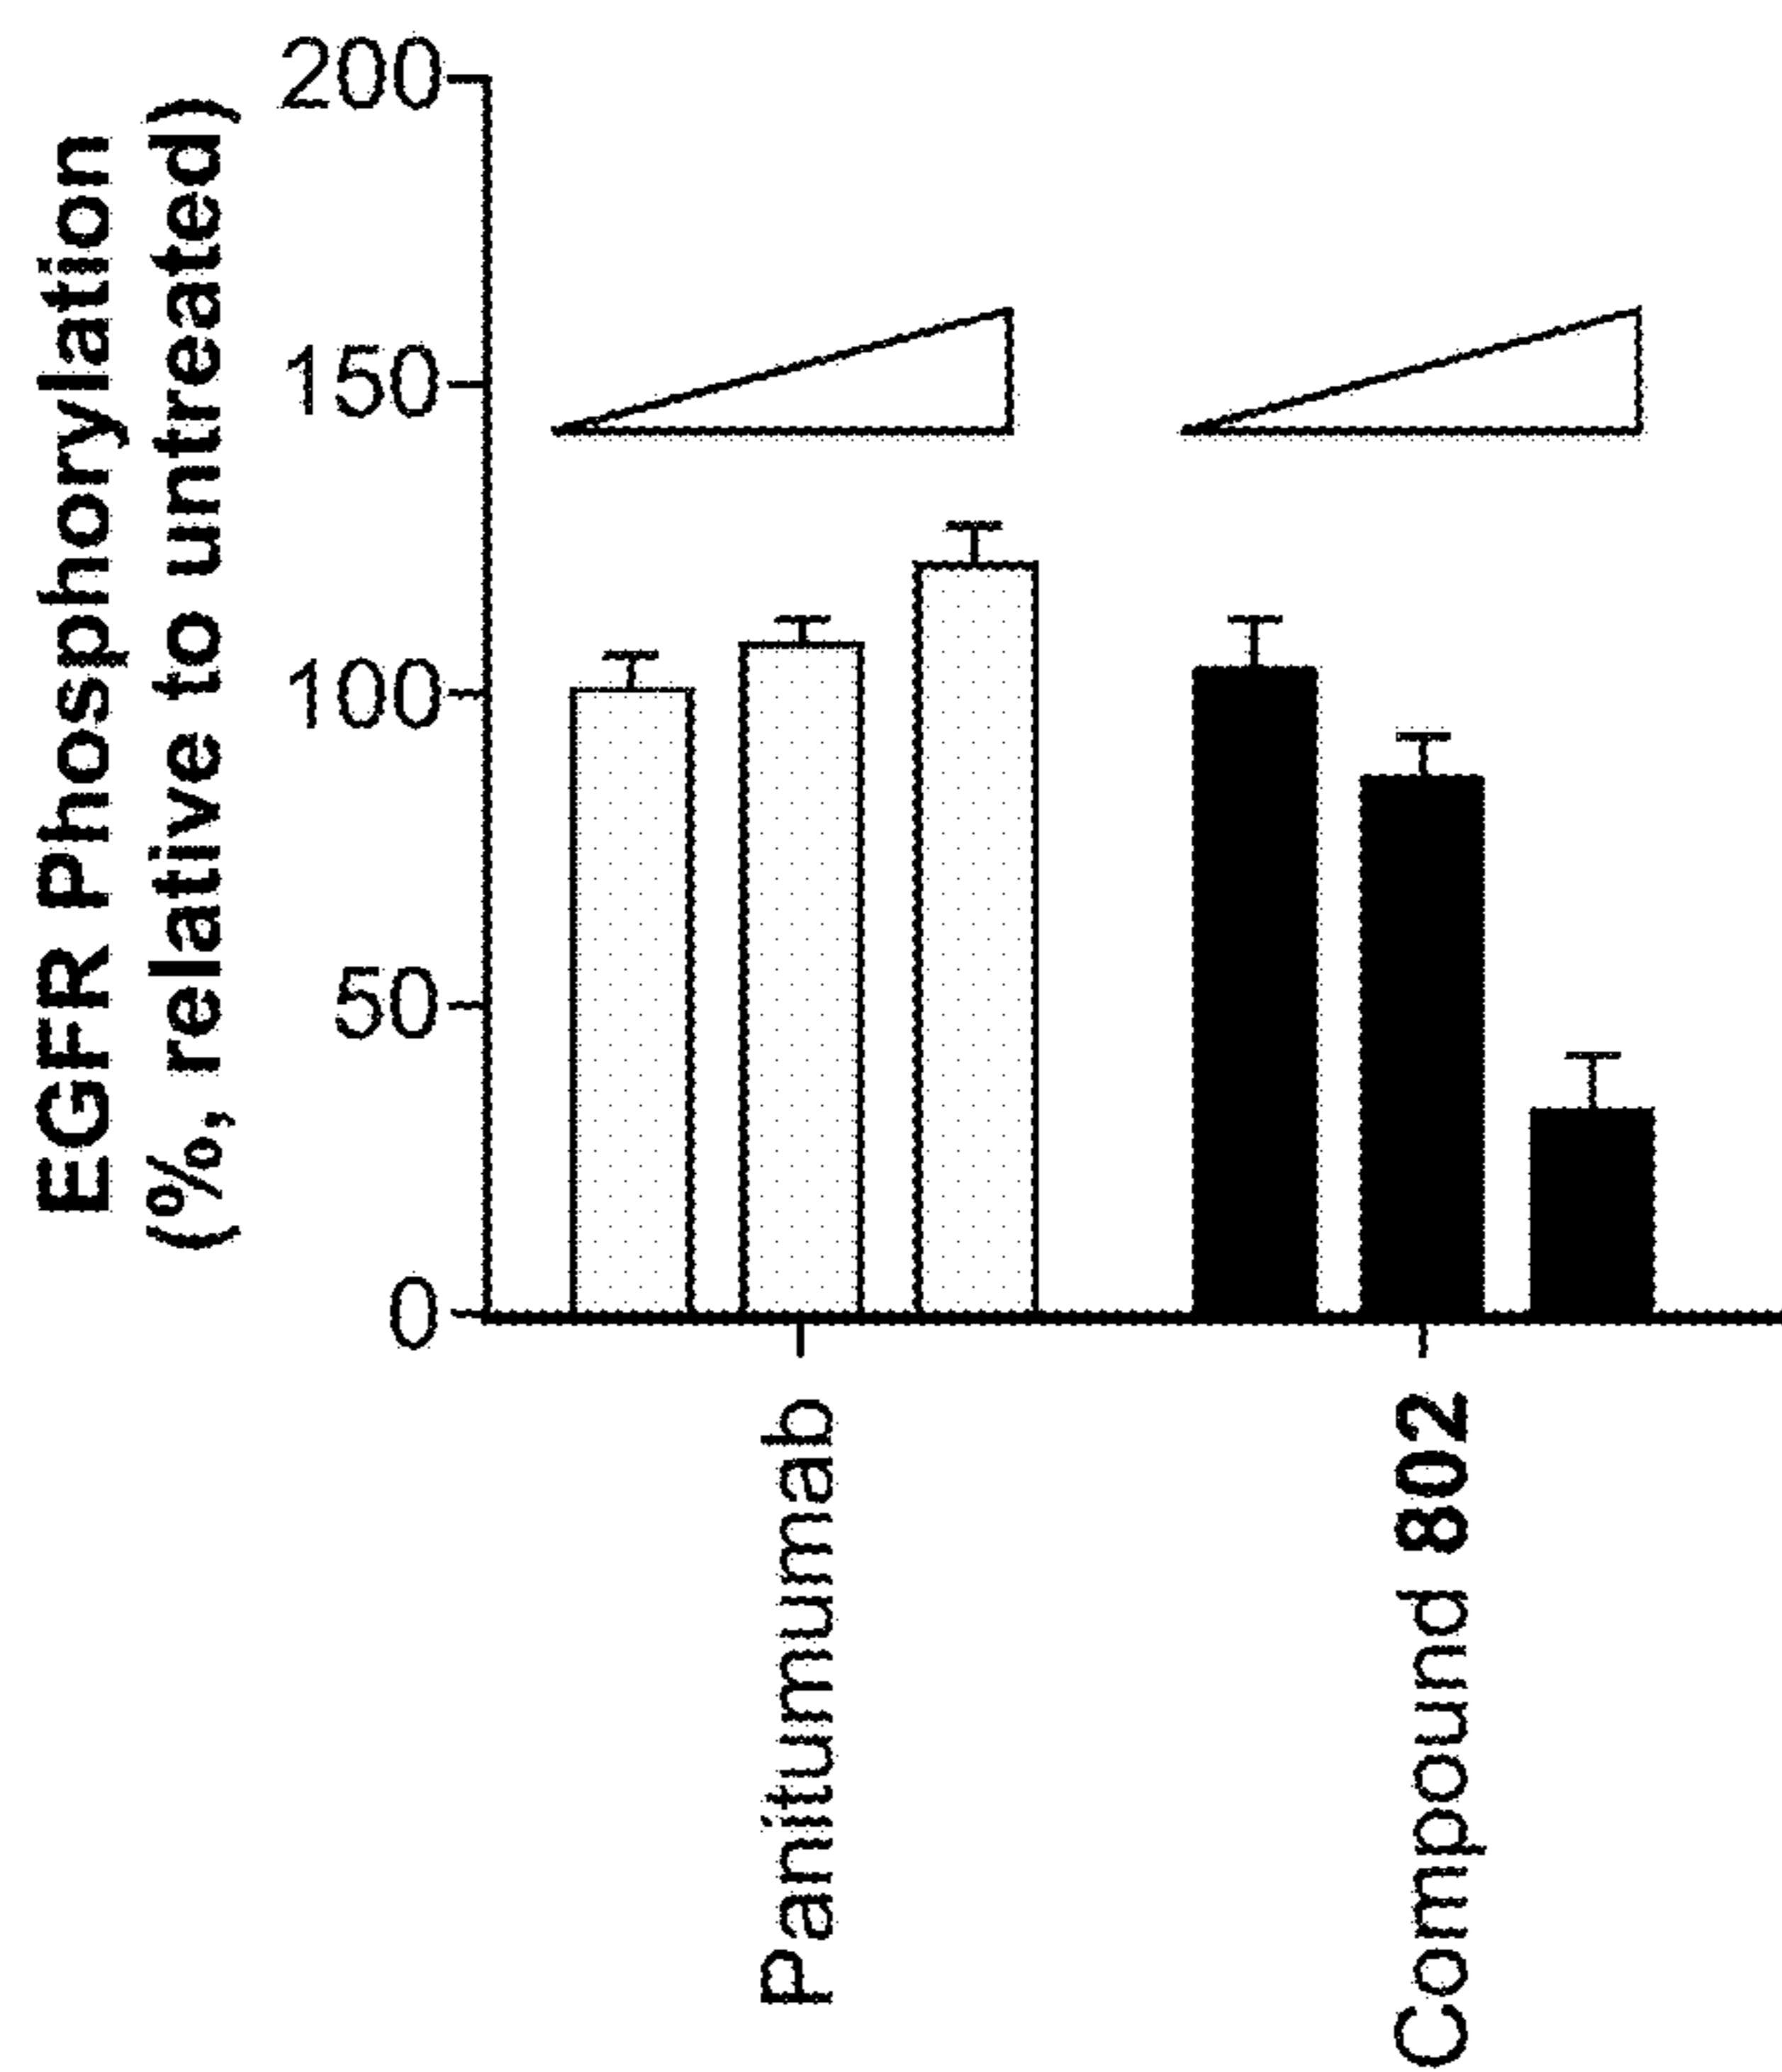 EGFR Phosphorylation
(%, relative to untreated)
200
150
100
50
0
Panitumumab
Compound 802